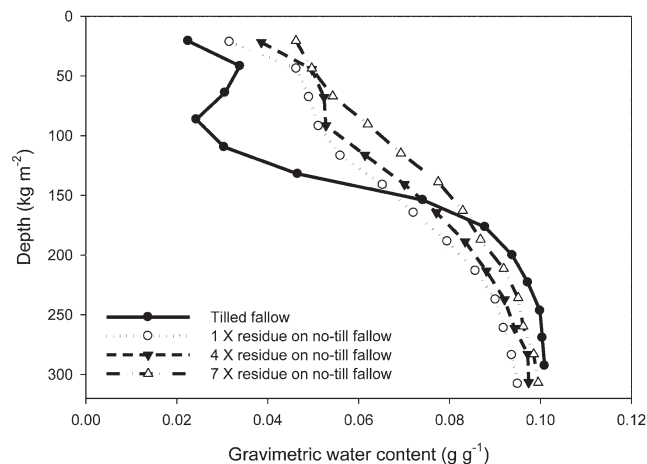 0
50
100
150
200
250
300
Depth (kg m-2)
Tilled fallow
1 X residue on no-till fallow
4 X residue on no-till fallow
7 X residue on no-till fallow
0.00 0.02 0.04 0.06 0.08 0.10 0.12
Gravimetric water content (g g-1)